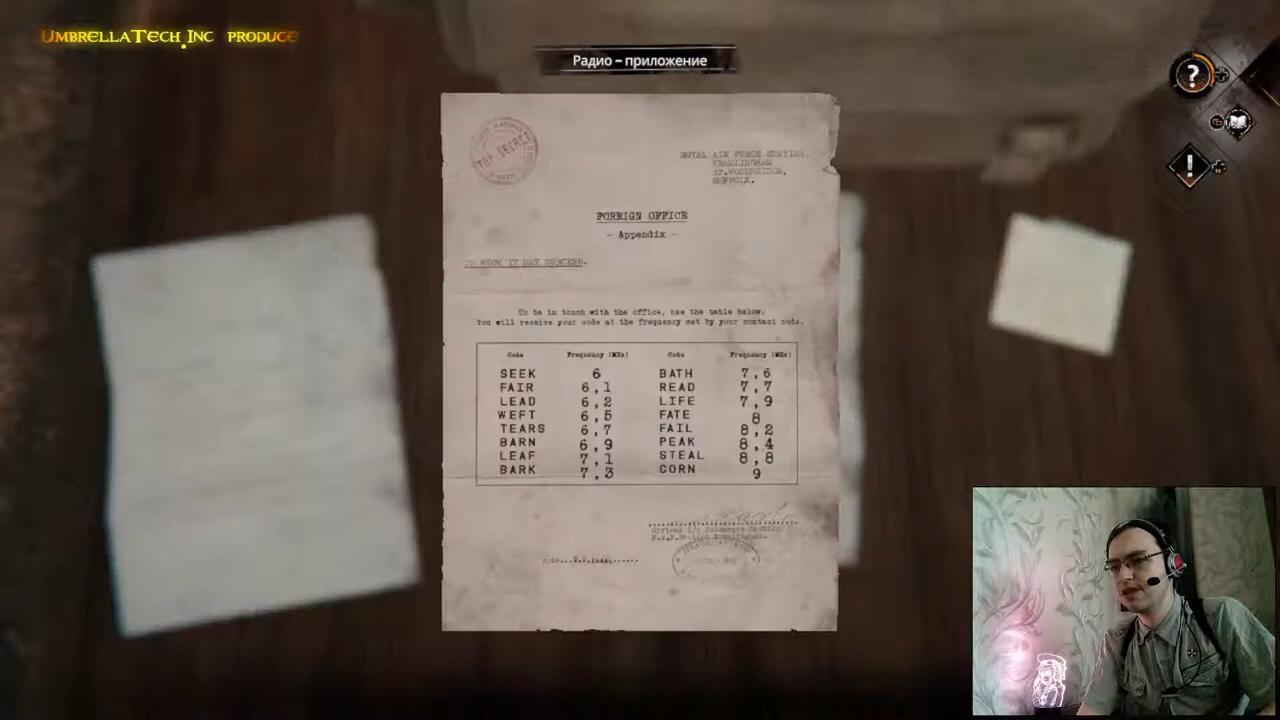 UmbrellaTech.Inc produce
Радио – приложение
TOP SECRET
ROYAL AIR FORCE STATION,
SUFFOLK.
FOREIGN OFFICE
- Appendix -
TO WHOM IT MAY CONCERN.
To be in touch with the office, use the table below.
You will receive your code at the frequency set by your contact code.
Code Frequency (MHz) Code Frequency (MHz)
SEEK 6 BATH 7,6
FAIR 6,1 READ 7,7
LEAD 6,2 LIFE 7,9
WEFT 6,5 FATE 8
TEARS 6,7 FAIL 8,2
BARN 6,9 PEAK 8,4
LEAF 7,1 STEAL 8,8
BARK 7,3 CORN 9